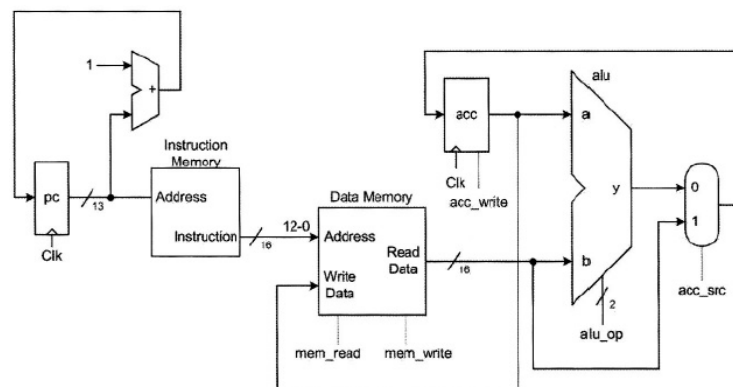 1
+
alu
acc
a
Instruction
Memory
Clk
acc_write
y
0
1
pc
13
Address
Data Memory
Clk
Instruction
16
12-0
Address
Read
Data
16
b
Write
Data
2
acc_src
alu_op
mem_read
mem_write